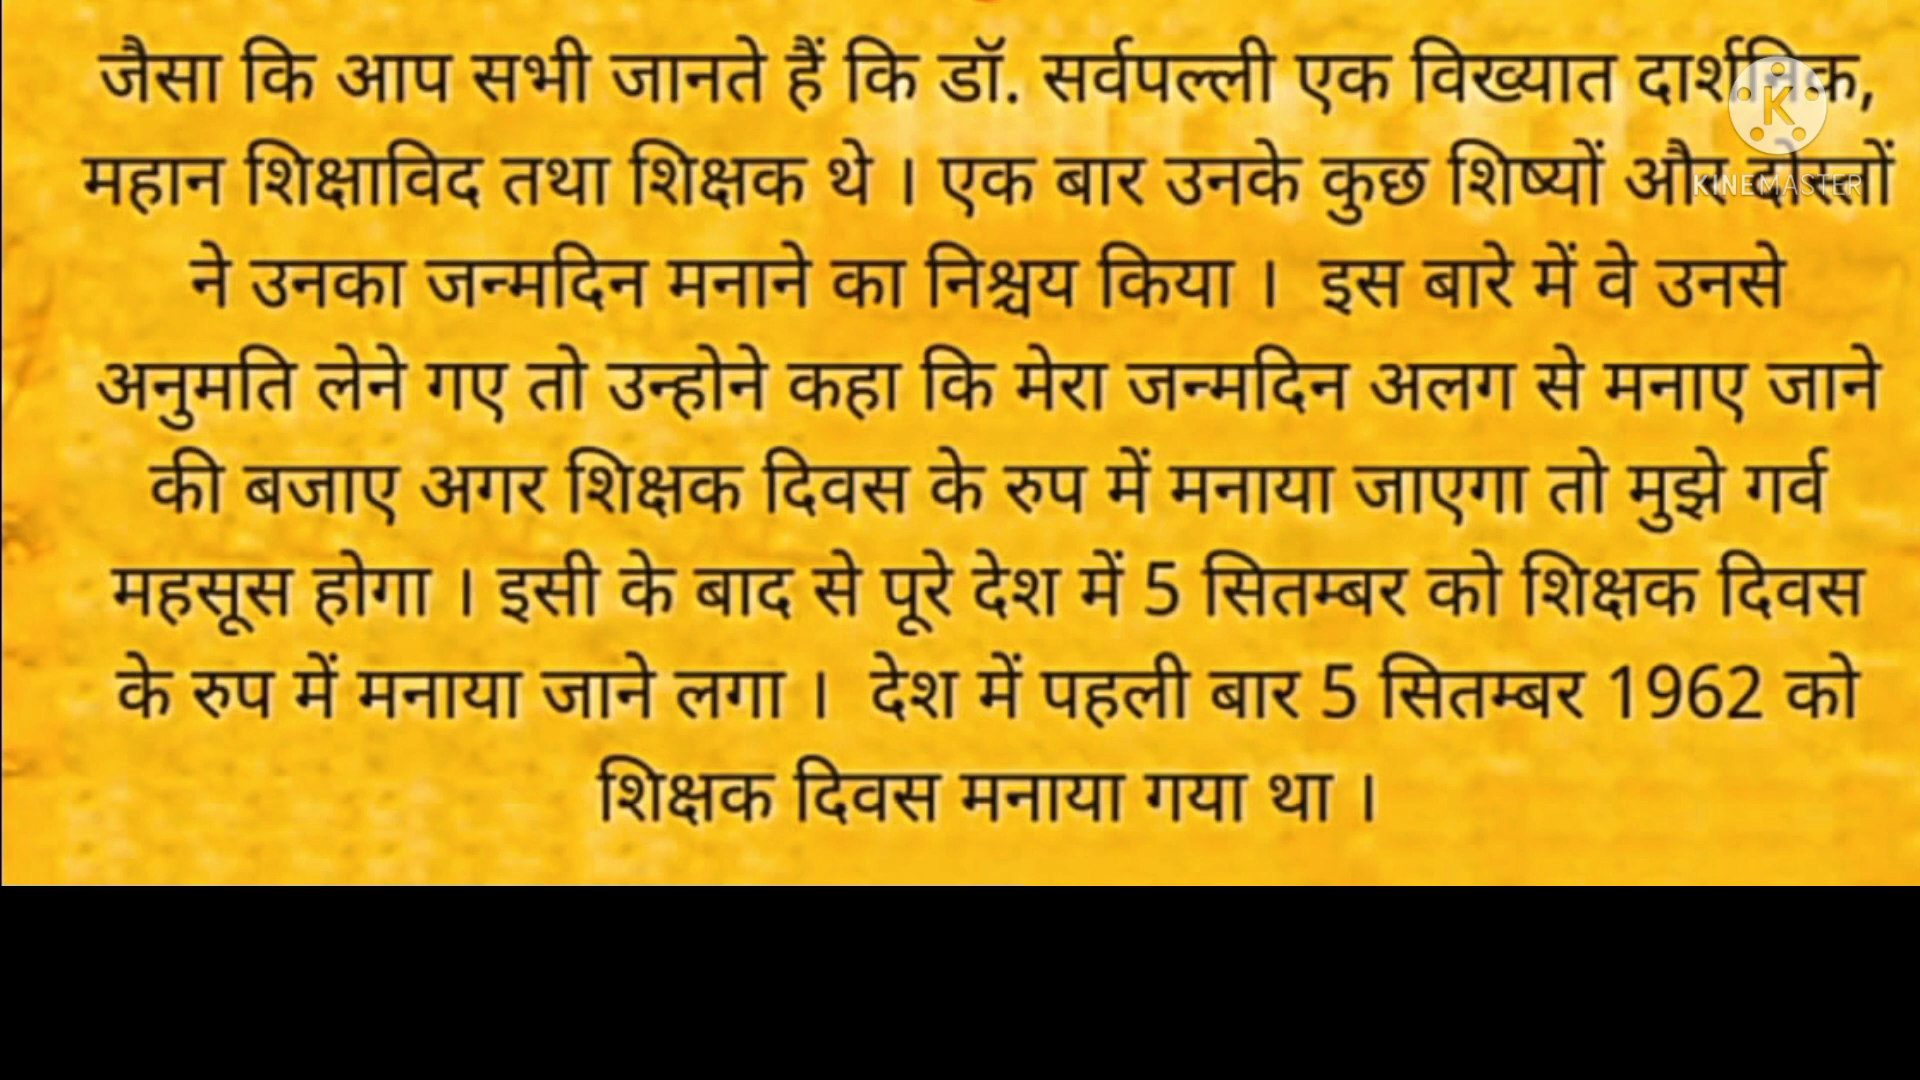 जैसा कि आप सभी जानते हैं कि डॉ. सर्वपल्ली एक विख्यात दार्शनिक,
महान शिक्षाविद तथा शिक्षक थे । एक बार उनके कुछ शिष्यों और दोस्तों
ने उनका जन्मदिन मनाने का निश्चय किया । इस बारे में वे उनसे
अनुमति लेने गए तो उन्होने कहा कि मेरा जन्मदिन अलग से मनाए जाने
की बजाए अगर शिक्षक दिवस के रुप में मनाया जाएगा तो मुझे गर्व
महसूस होगा । इसी के बाद से पूरे देश में 5 सितम्बर को शिक्षक दिवस
के रुप में मनाया जाने लगा । देश में पहली बार 5 सितम्बर 1962 को
शिक्षक दिवस मनाया गया था ।
K
KINEMASTER